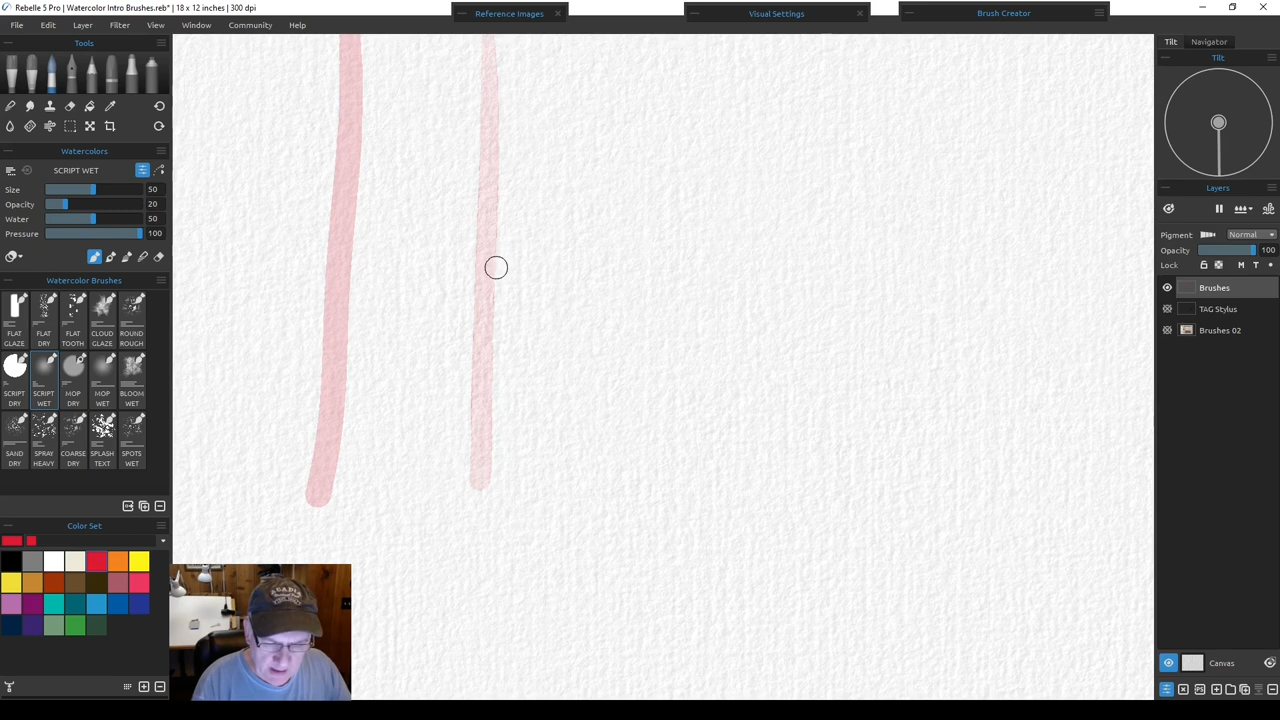 Rebelle 5 Pro | Watercolor Intro Brushes.reb* | 18 x 12 inches | 300 dpi
Reference Images
Visual Settings
Brush Creator
File Edit Layer Filter View Window Community Help
Tools
Watercolors
SCRIPT WET
Size 50
Opacity 20
Water 50
Pressure 100
Watercolor Brushes
FLAT GLAZE
FLAT DRY
FLAT TOOTH
CLOUD GLAZE
ROUND ROUGH
SCRIPT DRY
SCRIPT WET
MOP DRY
MOP WET
BLOOM WET
SAND DRY
SPRAY HEAVY
COARSE DRY
SPLASH TEXT
SPOTS WET
Color Set
Tilt Navigator
Tilt
Layers
Pigment Normal
Opacity 100
Lock M T
Brushes
TAG Stylus
Brushes 02
Canvas
PS